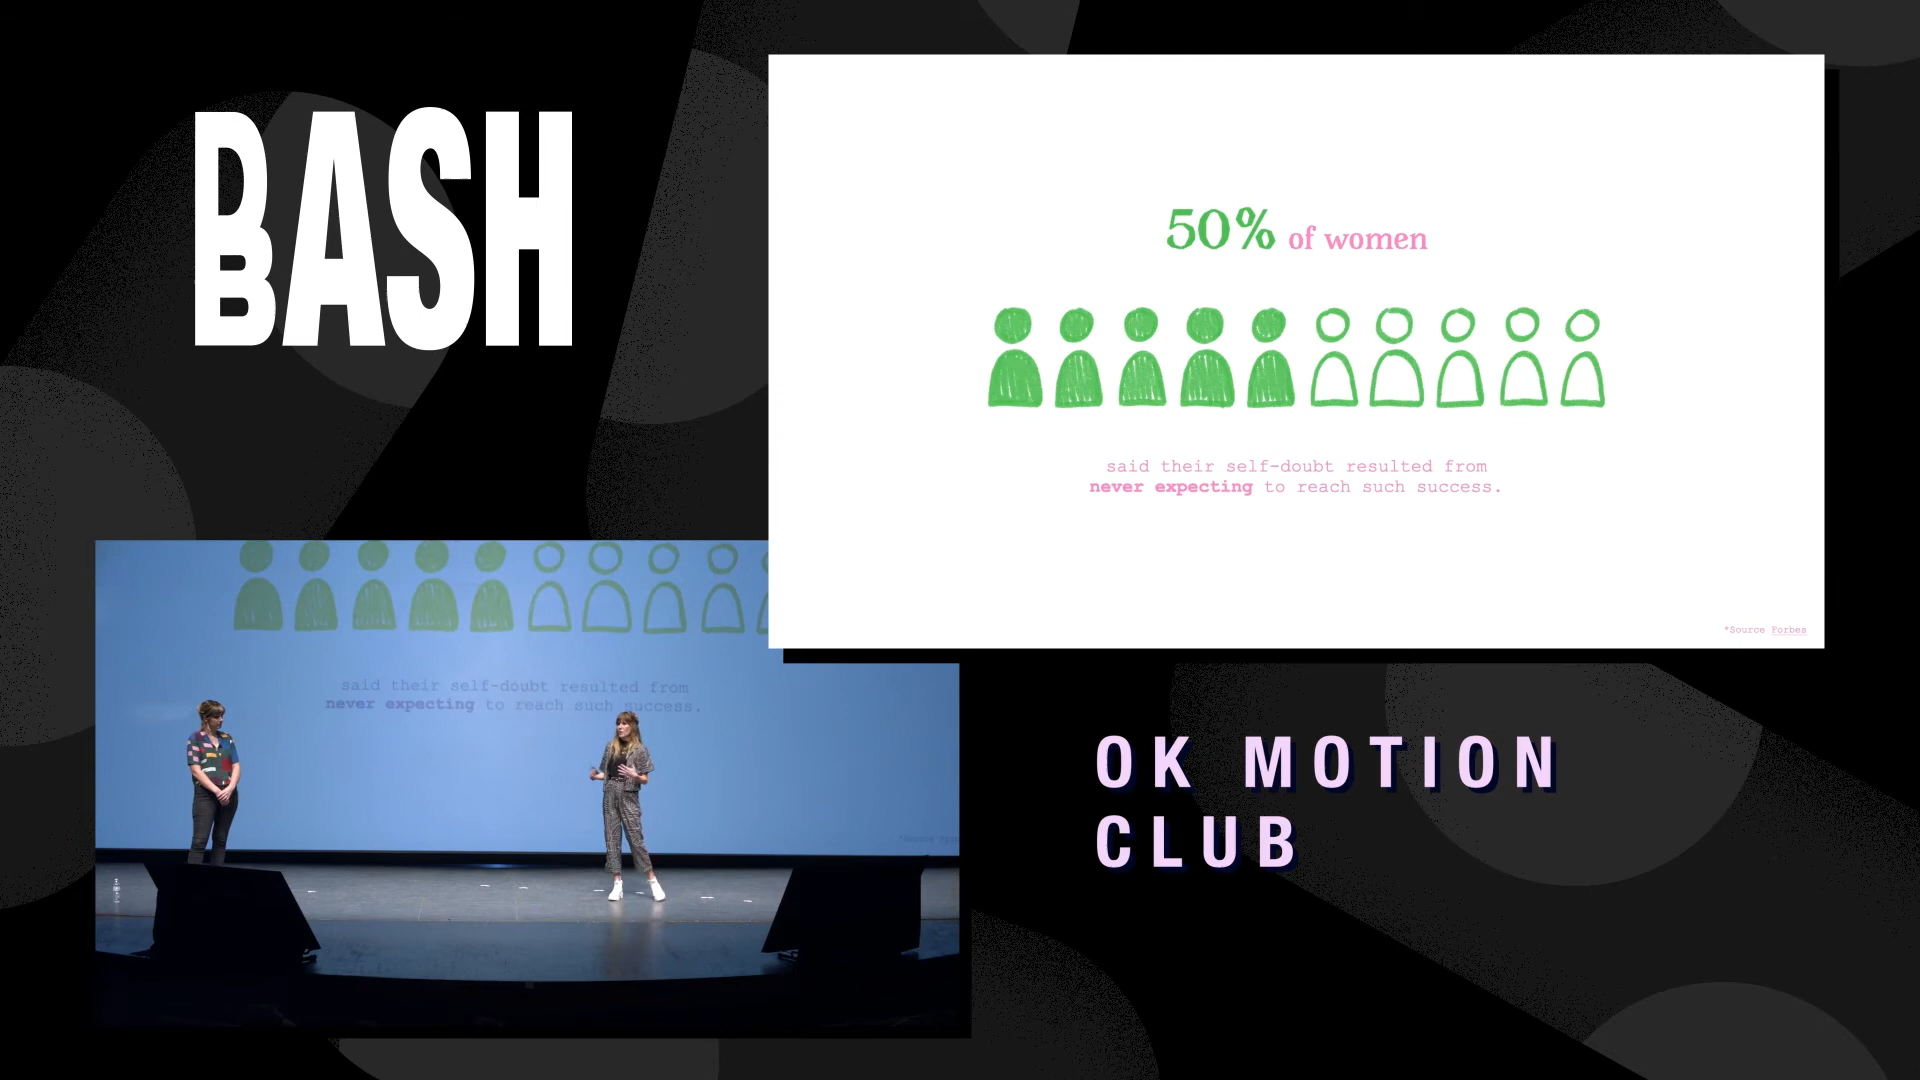 BASH
50% of women
said their self-doubt resulted from
never expecting to reach such success.
*Source Forbes
said their self-doubt resulted from
never expecting to reach such success.
OK MOTION
CLUB